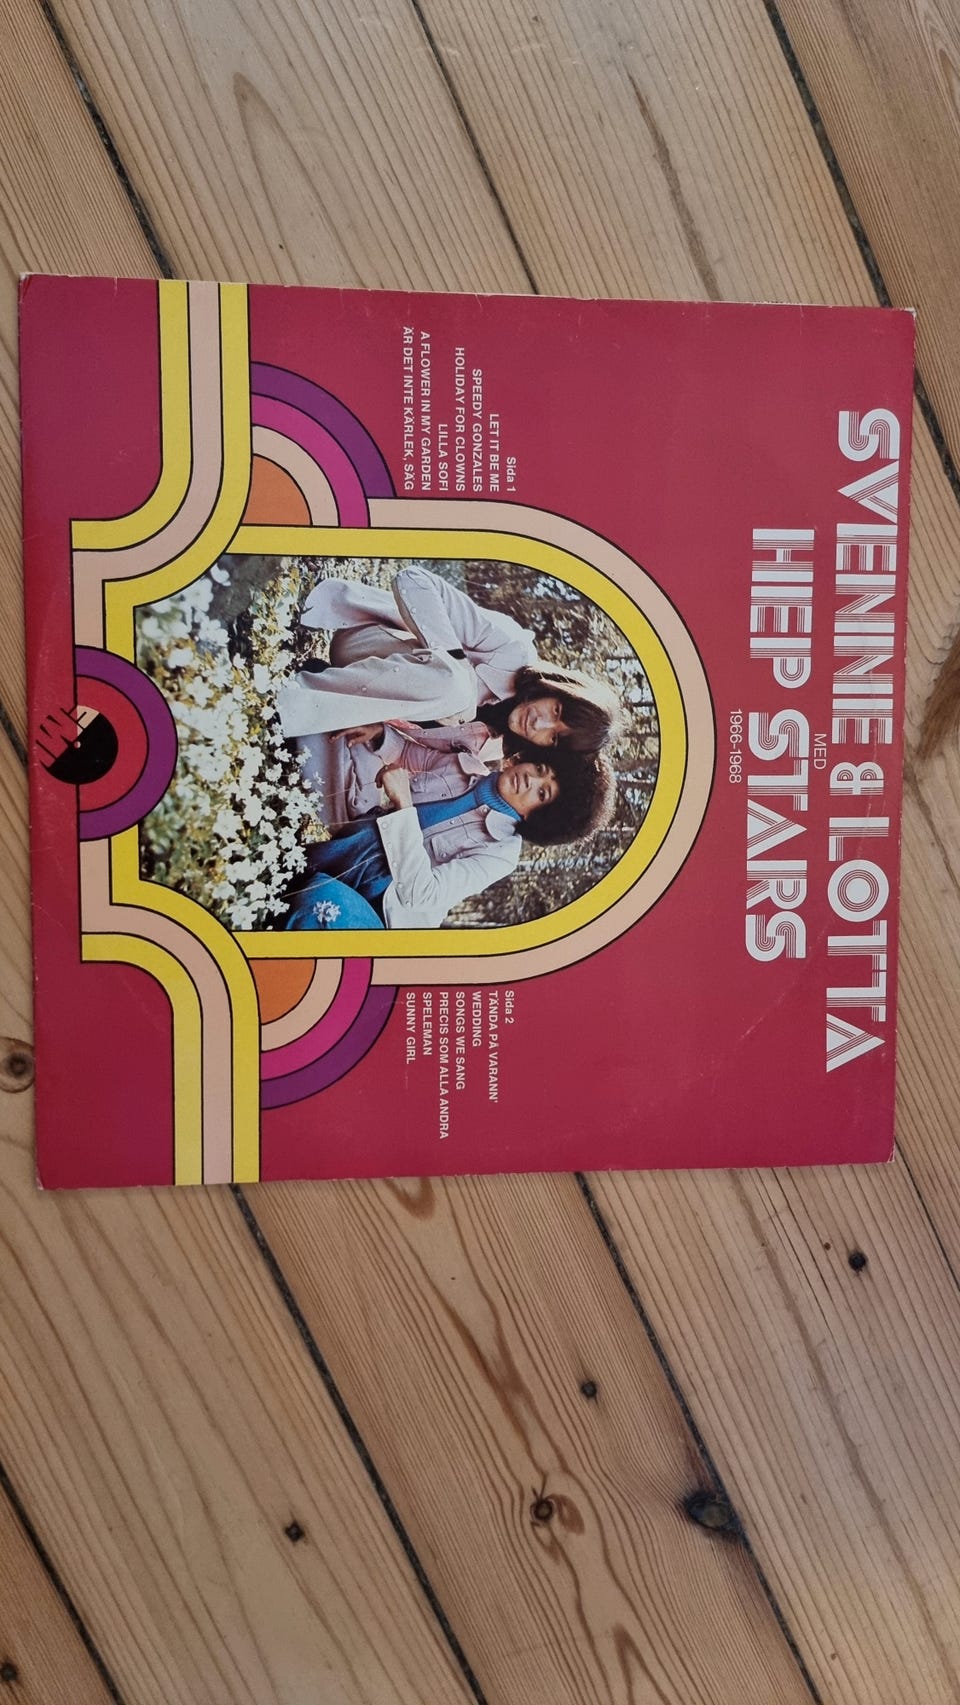 SVENNE & LOTTA
MED
HEP STARS
1966-1968
Sida 1
LET IT BE ME
SPEEDY GONZALES
HOLIDAY FOR CLOWNS
LILLA SOFI
A FLOWER IN MY GARDEN
ÄR DET INTE KÄRLEK, SÄG
Sida 2
TÄNDA PÅ VARANN'
WEDDING
SONGS WE SANG
PRECIS SOM ALLA ANDRA
SPELEMAN
SUNNY GIRL
EMI